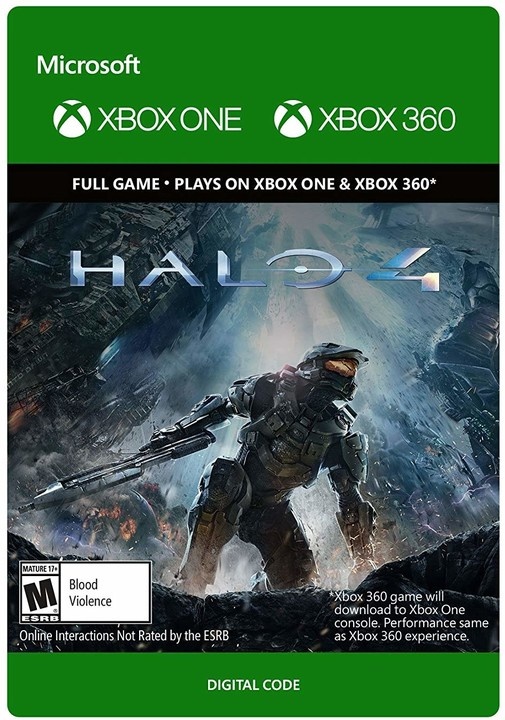 Microsoft
XBOX ONE XBOX 360
FULL GAME • PLAYS ON XBOX ONE & XBOX 360*
HALO 4
MATURE 17+
M
ESRB
Blood
Violence
Online Interactions Not Rated by the ESRB
*Xbox 360 game will
download to Xbox One
console. Performance same
as Xbox 360 experience.
DIGITAL CODE